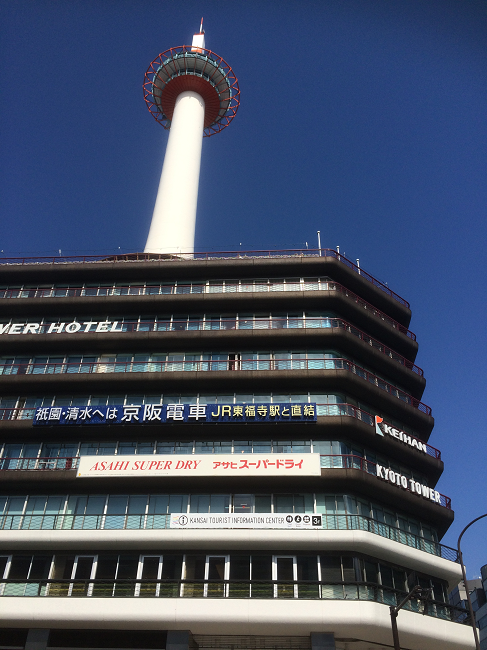 WER HOTEL
祇園・清水へは 京阪電車 JR東福寺駅と直結
KEIHAN
ASAHI SUPER DRY アサヒスーパードライ
KYOTO TOWER
i KANSAI TOURIST INFORMATION CENTER 3F